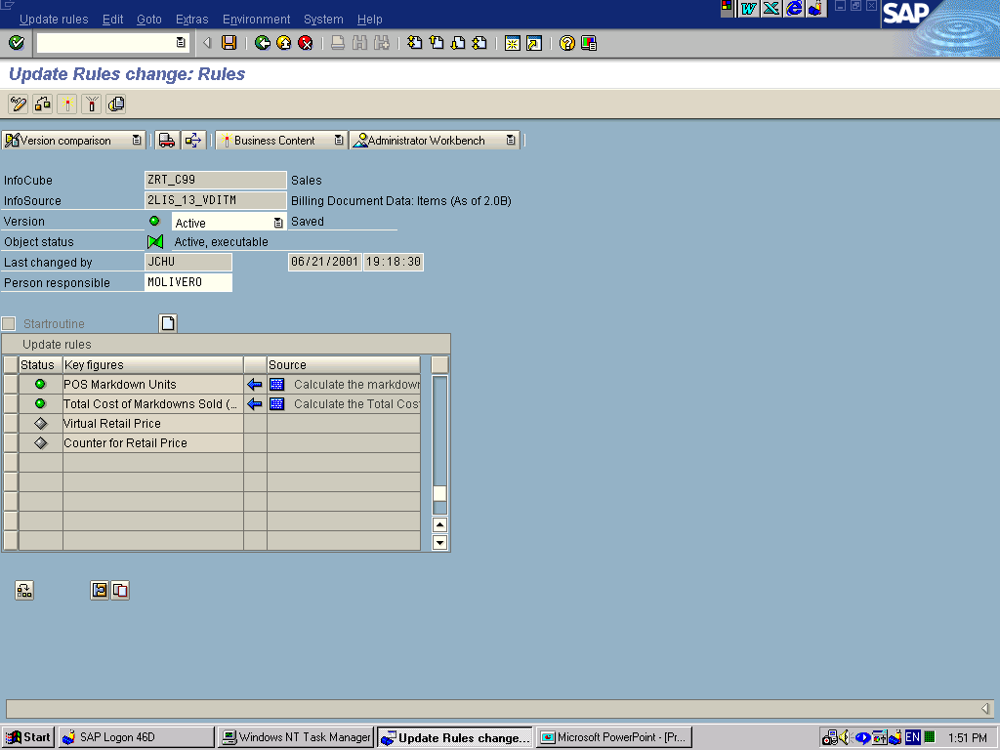 Update rules Edit Goto Extras Environment System Help
SAP
Update Rules change: Rules
Version comparison Business Content Administrator Workbench
InfoCube ZRT_C99 Sales
InfoSource 2LIS_13_VDITM Billing Document Data: Items (As of 2.0B)
Version Active Saved
Object status Active, executable
Last changed by JCHU 06/21/2001 19:18:30
Person responsible MOLIVERO
Startroutine
Update rules
Status Key figures Source
POS Markdown Units Calculate the markdown
Total Cost of Markdowns Sold (... Calculate the Total Cos
Virtual Retail Price
Counter for Retail Price
Start SAP Logon 46D Windows NT Task Manager Update Rules change... Microsoft PowerPoint - [Pr... EN 1:51 PM